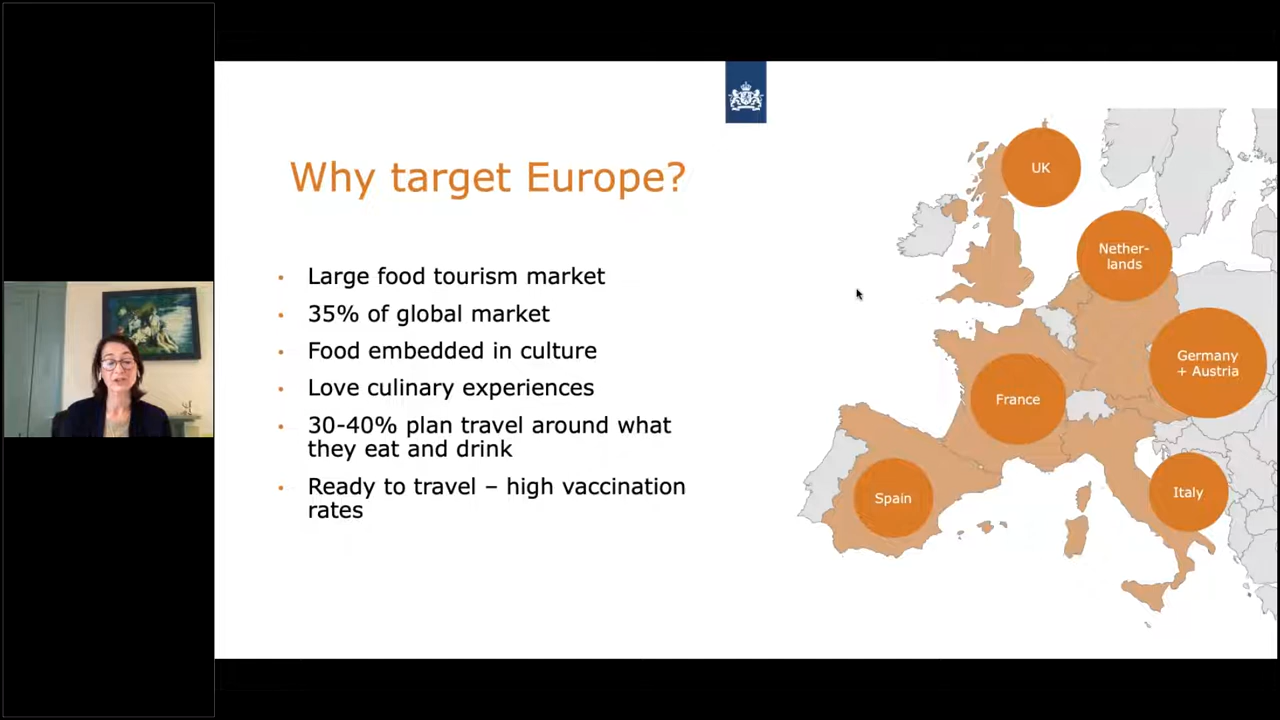 Why target Europe?
• Large food tourism market
• 35% of global market
• Food embedded in culture
• Love culinary experiences
• 30-40% plan travel around what
they eat and drink
• Ready to travel – high vaccination
rates
UK
Nether-
lands
Germany
+ Austria
France
Spain
Italy